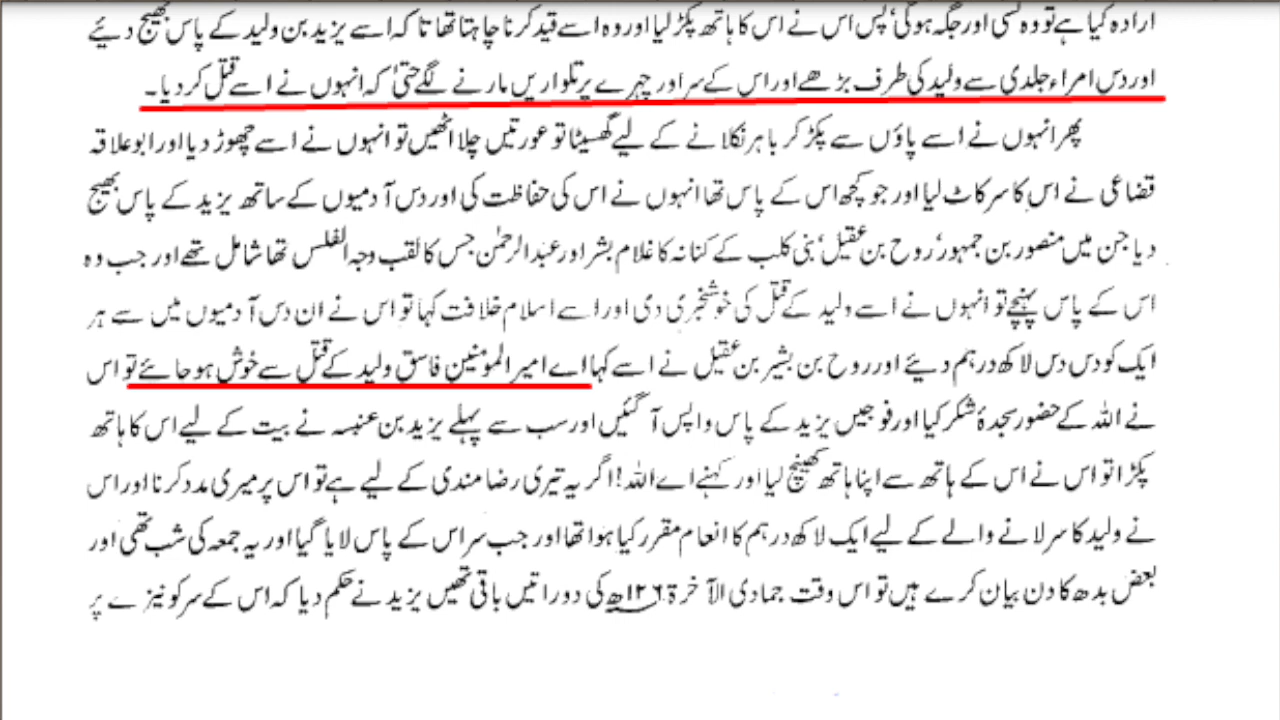 ارادہ کیا ہے تو وہ کسی اور جگہ ہو گی‘ پس اس نے اس کا ہاتھ پکڑ لیا اور وہ اسے قید کرنا چاہتا تھا تا کہ اسے یزید بن ولید کے پاس بھیج دیئے
اور دس امراء جلدی سے ولید کی طرف بڑھے اور اس کے سر اور چہرے پر تلواریں مارنے لگے حتیٰ کہ انہوں نے اسے قتل کر دیا۔
پھر انہوں نے اسے پاؤں سے پکڑ کر باہر نکالنے کے لیے گھسیٹا تو عورتیں چلا اٹھیں تو انہوں نے اسے چھوڑ دیا اور ابو علاقہ
قضاعی نے اس کا سر کاٹ لیا اور جو کچھ اس کے پاس تھا انہوں نے اس کی حفاظت کی اور دس آدمیوں کے ساتھ یزید کے پاس بھیج
دیا جن میں منصور بن جمہور‘ روح بن عقیل‘ بنی کلب کے کنانہ کا غلام بشر اور عبدالرحمٰن جس کا لقب وجہ الفلس تھا شامل تھے اور جب وہ
اس کے پاس پہنچے تو انہوں نے اسے ولید کے قتل کی خوشخبری دی اور اسے اسلام خلافت کہا تو اس نے ان دس آدمیوں میں سے ہر
ایک کو دس دس لاکھ درہم دیئے اور روح بن بشیر بن عقیل نے اسے کہا اے امیر المومنین فاسق ولید کے قتل سے خوش ہو جائے تو اس
نے اللہ کے حضور سجدۂ شکر کیا اور فوجیں یزید کے پاس واپس آ گئیں اور سب سے پہلے یزید بن عنبسہ نے بیت کے لیے اس کا ہاتھ
پکڑا تو اس نے اس کے ہاتھ سے اپنا ہاتھ کھینچ لیا اور کہنے اے اللہ! اگر یہ تیری رضا مندی کے لیے ہے تو اس پر میری مدد کرنا اور اس
نے ولید کا سر لانے والے کے لیے ایک لاکھ درہم کا انعام مقرر کیا ہوا تھا اور جب سر اس کے پاس لایا گیا اور یہ جمعہ کی شب تھی اور
بعض بدھ کا دن بیان کرے ہیں تو اس وقت جمادی الآخرۃ ۱۲۶ھ کی دو راتیں باقی تھیں یزید نے حکم دیا کہ اس کے سر کو نیزے پر